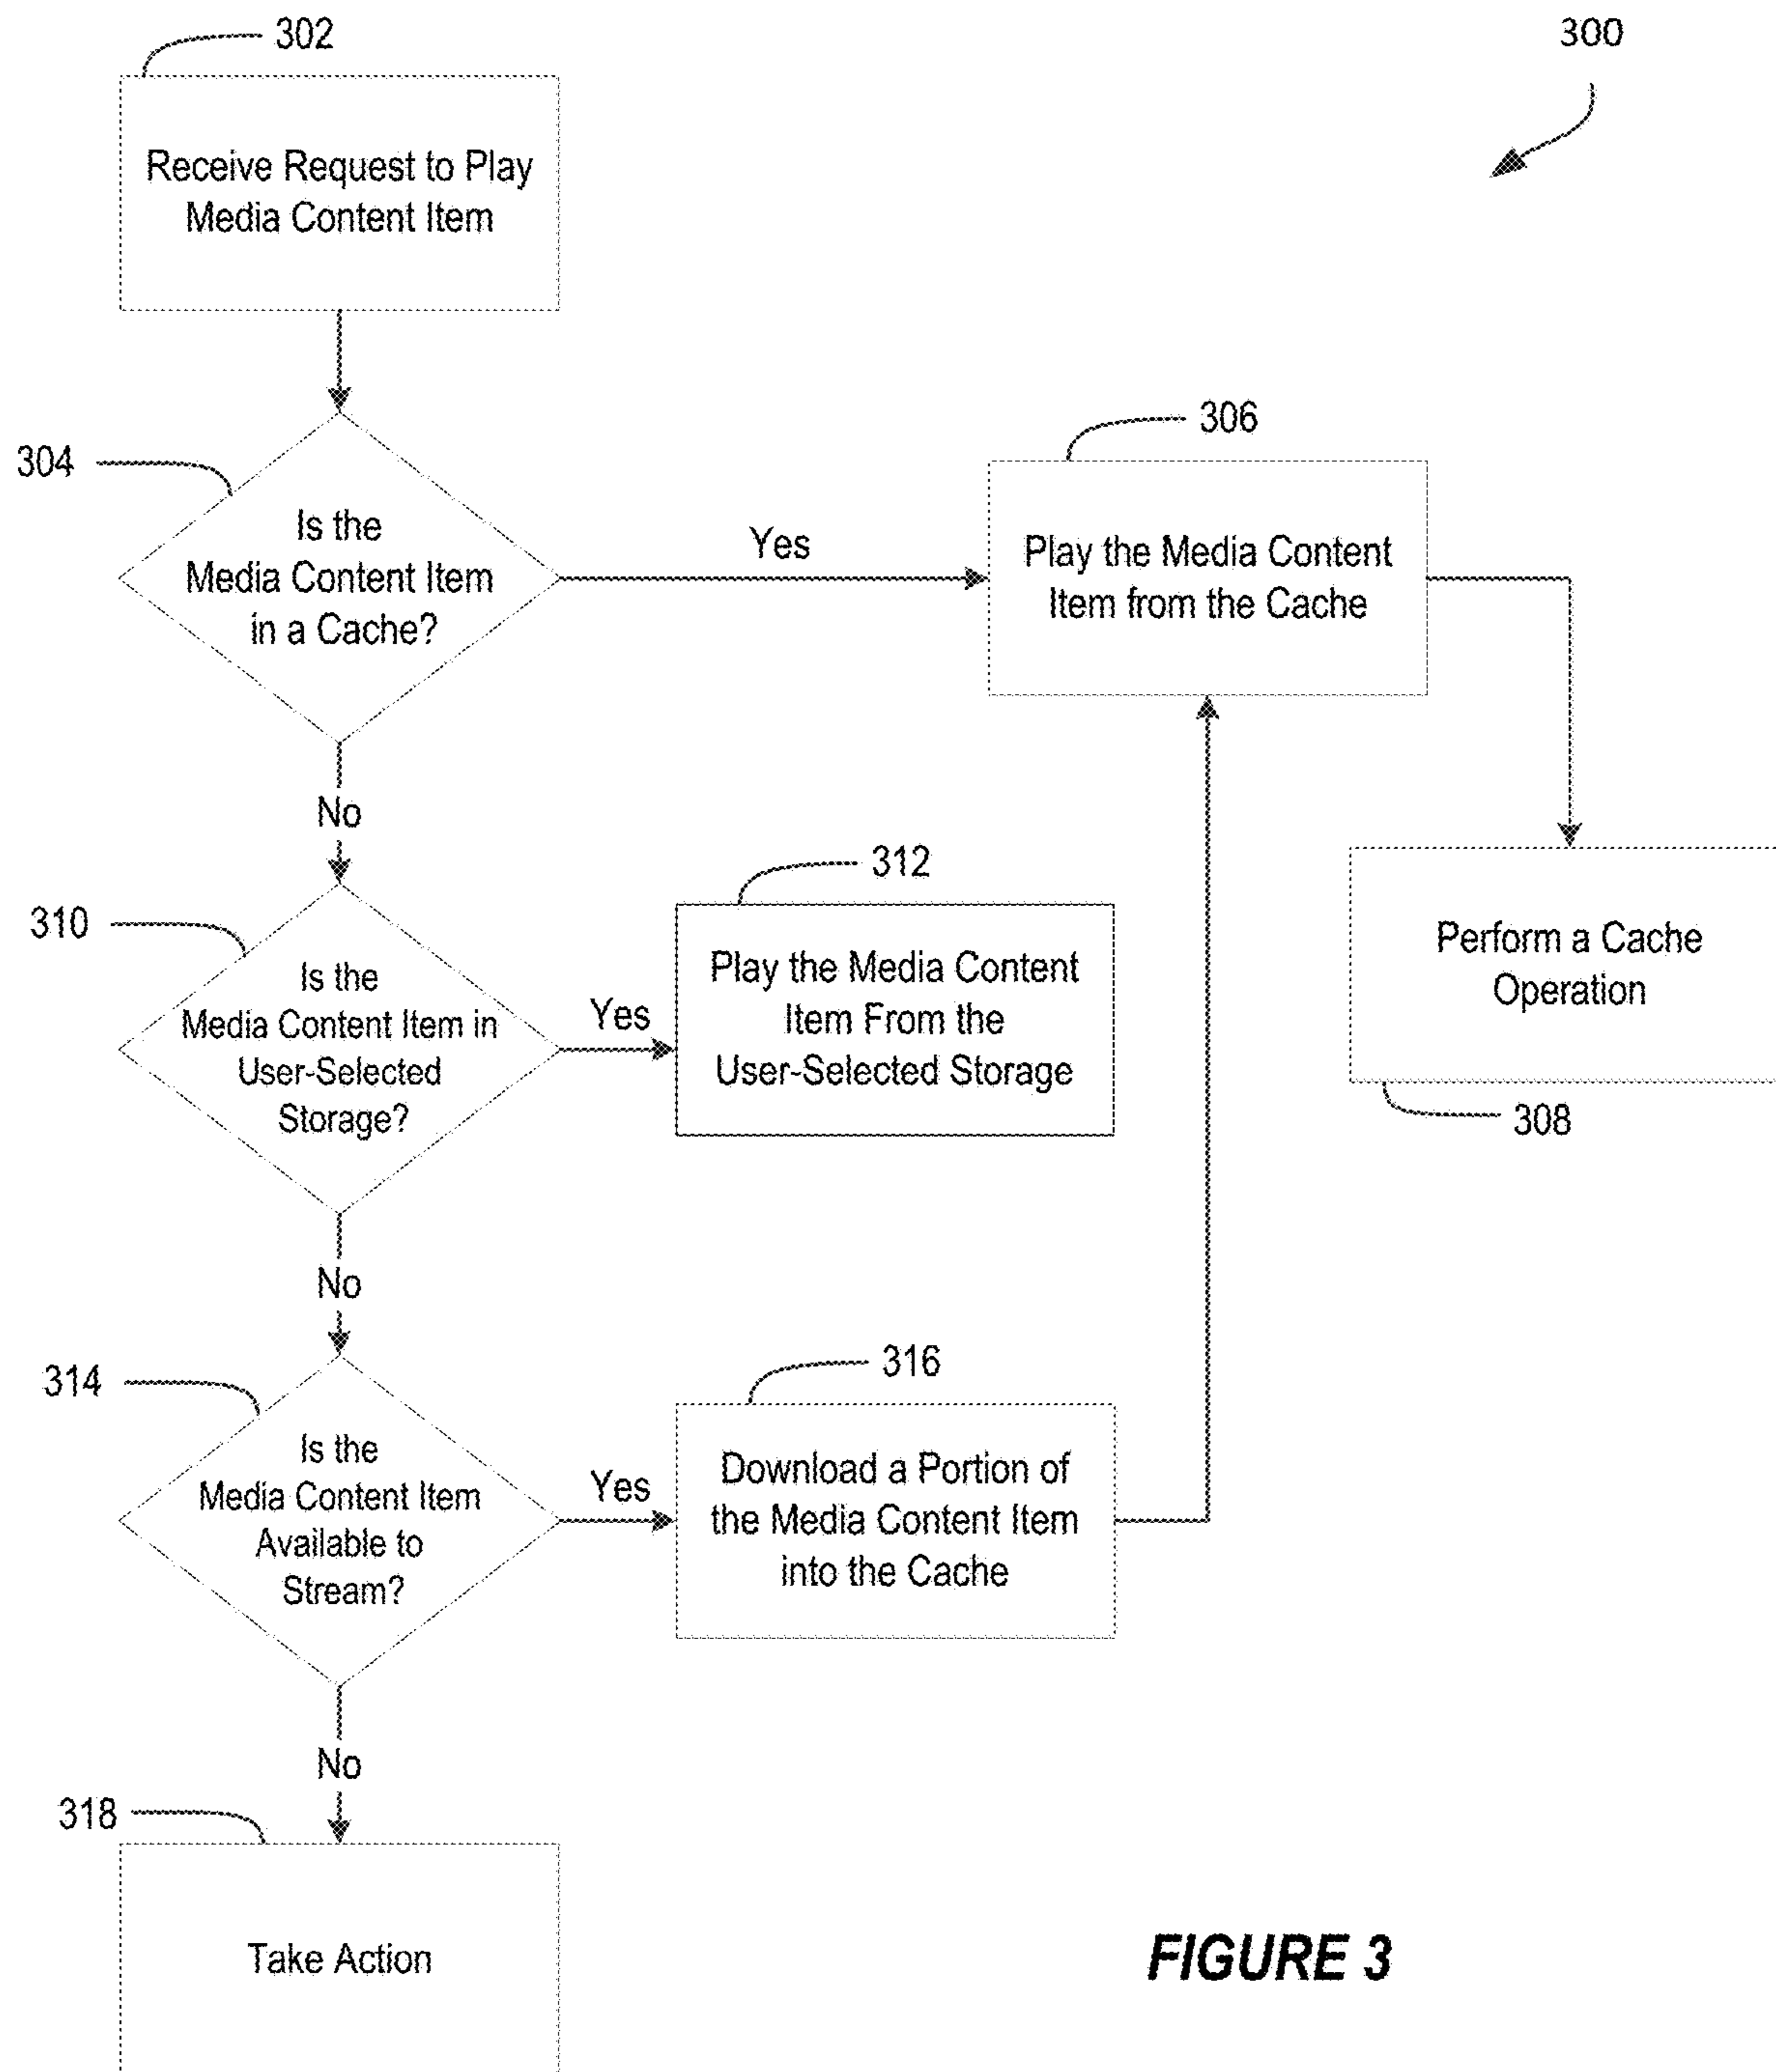 302
300
Receive Request to Play
Media Content Item
304
Is the
Media Content Item
in a Cache?
Yes
306
Play the Media Content
Item from the Cache
No
310
Is the
Media Content Item in
User-Selected
Storage?
Yes
312
Play the Media Content
Item From the
User-Selected Storage
Perform a Cache
Operation
308
No
314
Is the
Media Content Item
Available to
Stream?
Yes
316
Download a Portion of
the Media Content Item
into the Cache
No
318
Take Action
FIGURE 3